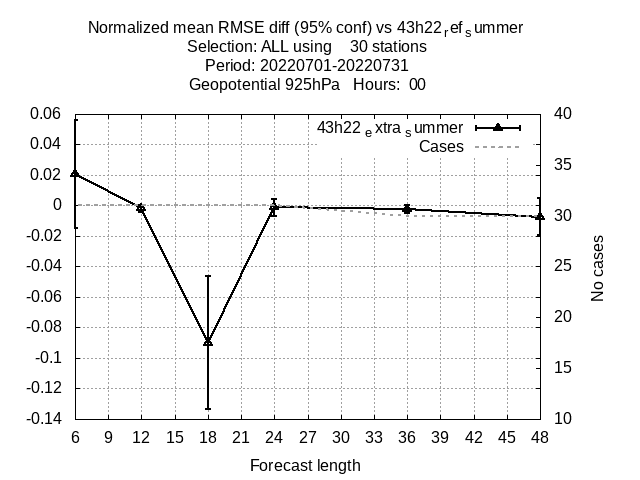 Normalized mean RMSE diff (95% conf) vs 43h22refsummer
Selection: ALL using 30 stations
Period: 20220701-20220731
Geopotential 925hPa Hours: 00
43h22extrasummer
Cases
0.06
0.04
0.02
0
-0.02
-0.04
-0.06
-0.08
-0.1
-0.12
-0.14
40
35
30
25
20
15
10
No cases
6 9 12 15 18 21 24 27 30 33 36 39 42 45 48
Forecast length